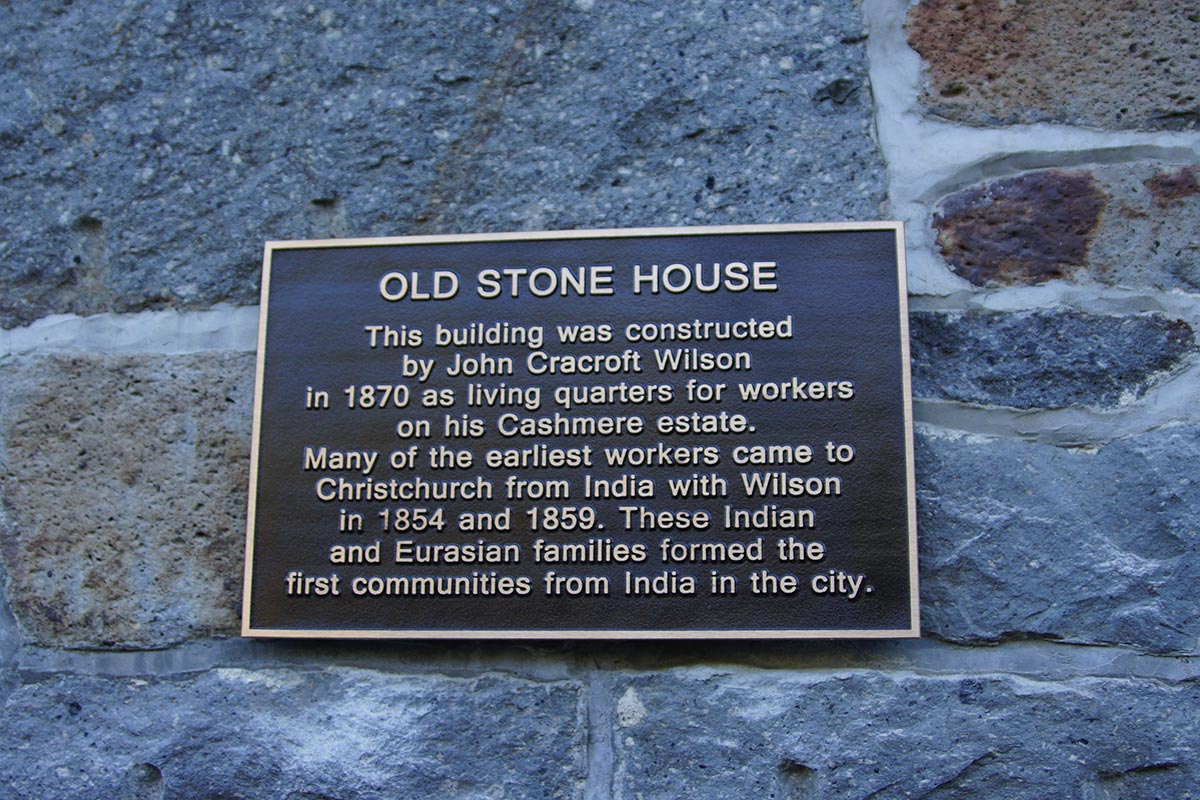 OLD STONE HOUSE
This building was constructed
by John Cracroft Wilson
in 1870 as living quarters for workers
on his Cashmere estate.
Many of the earliest workers came to
Christchurch from India with Wilson
in 1854 and 1859. These Indian
and Eurasian families formed the
first communities from India in the city.